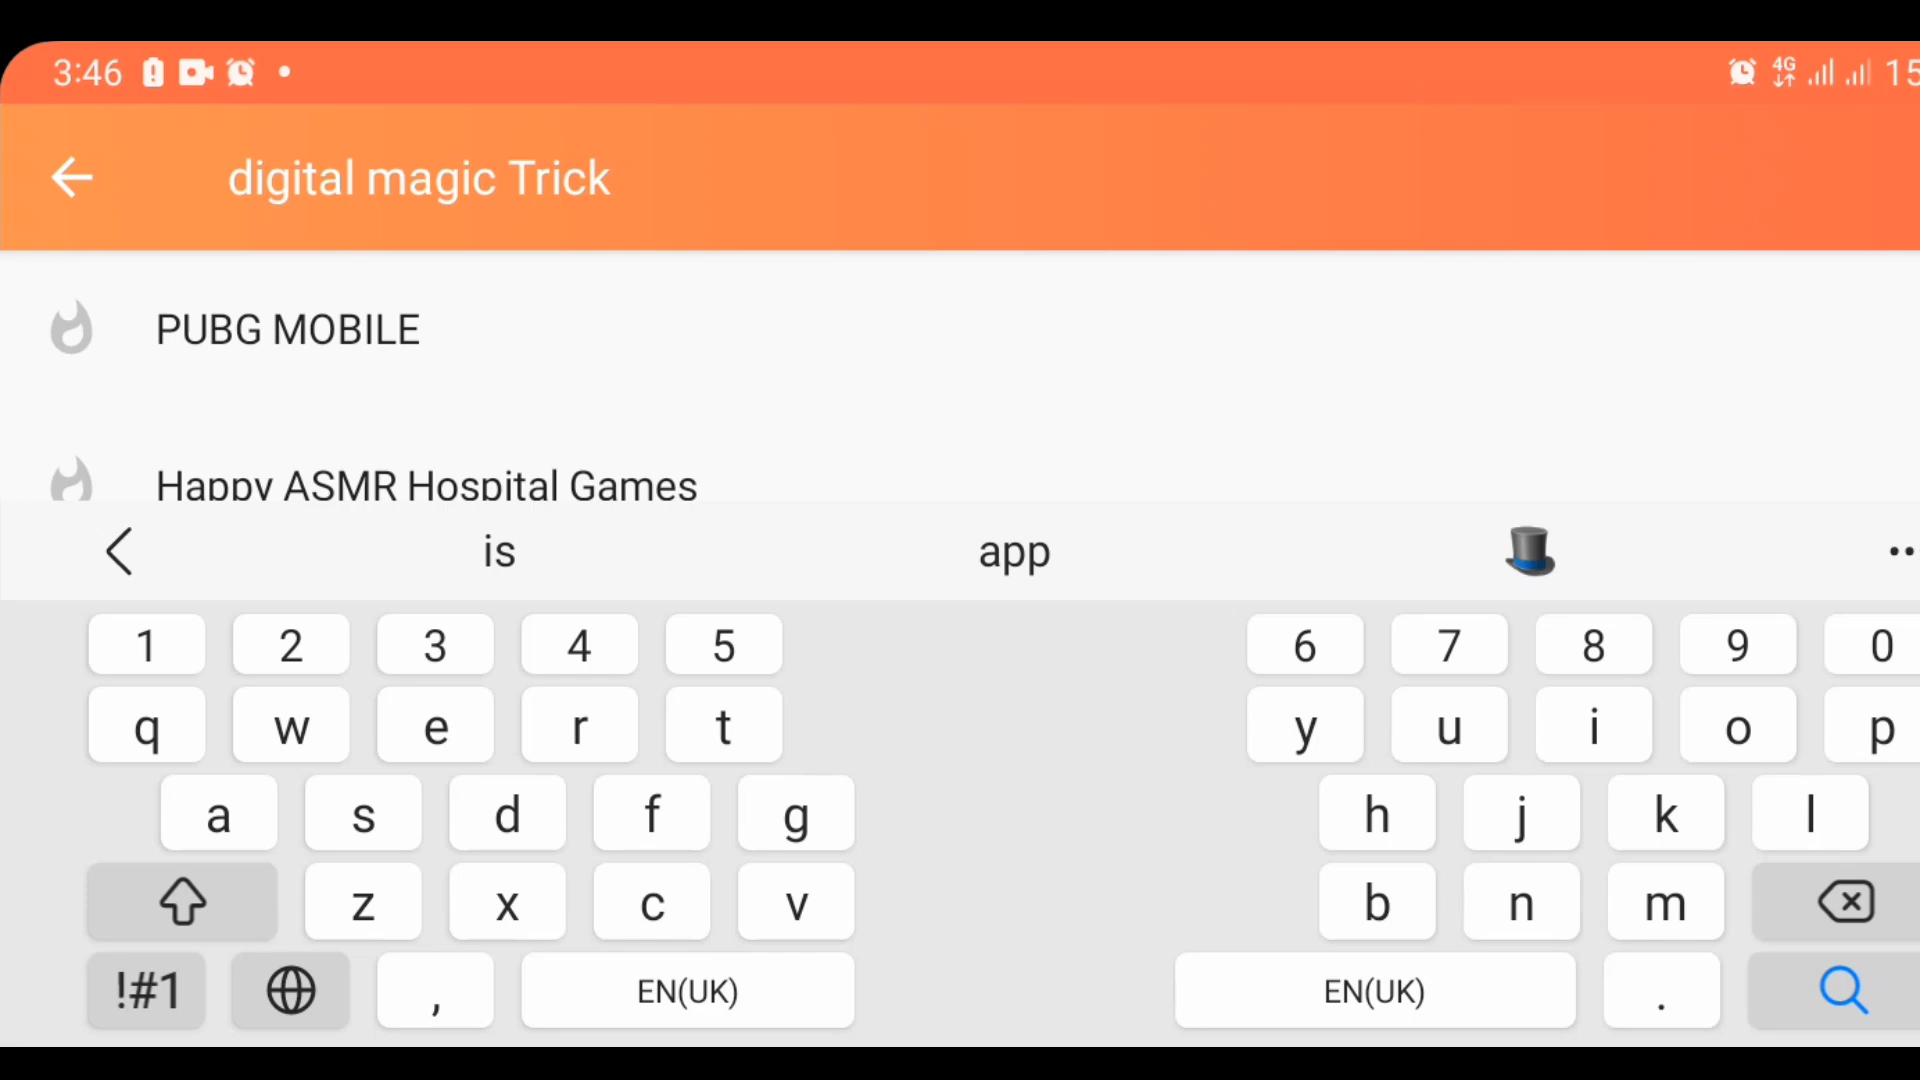 3:46 4G 15
digital magic Trick
PUBG MOBILE
Happy ASMR Hospital Games
is app
1 2 3 4 5 6 7 8 9 0
q w e r t y u i o p
a s d f g h j k l
z x c v b n m
!#1 , EN(UK) EN(UK) .